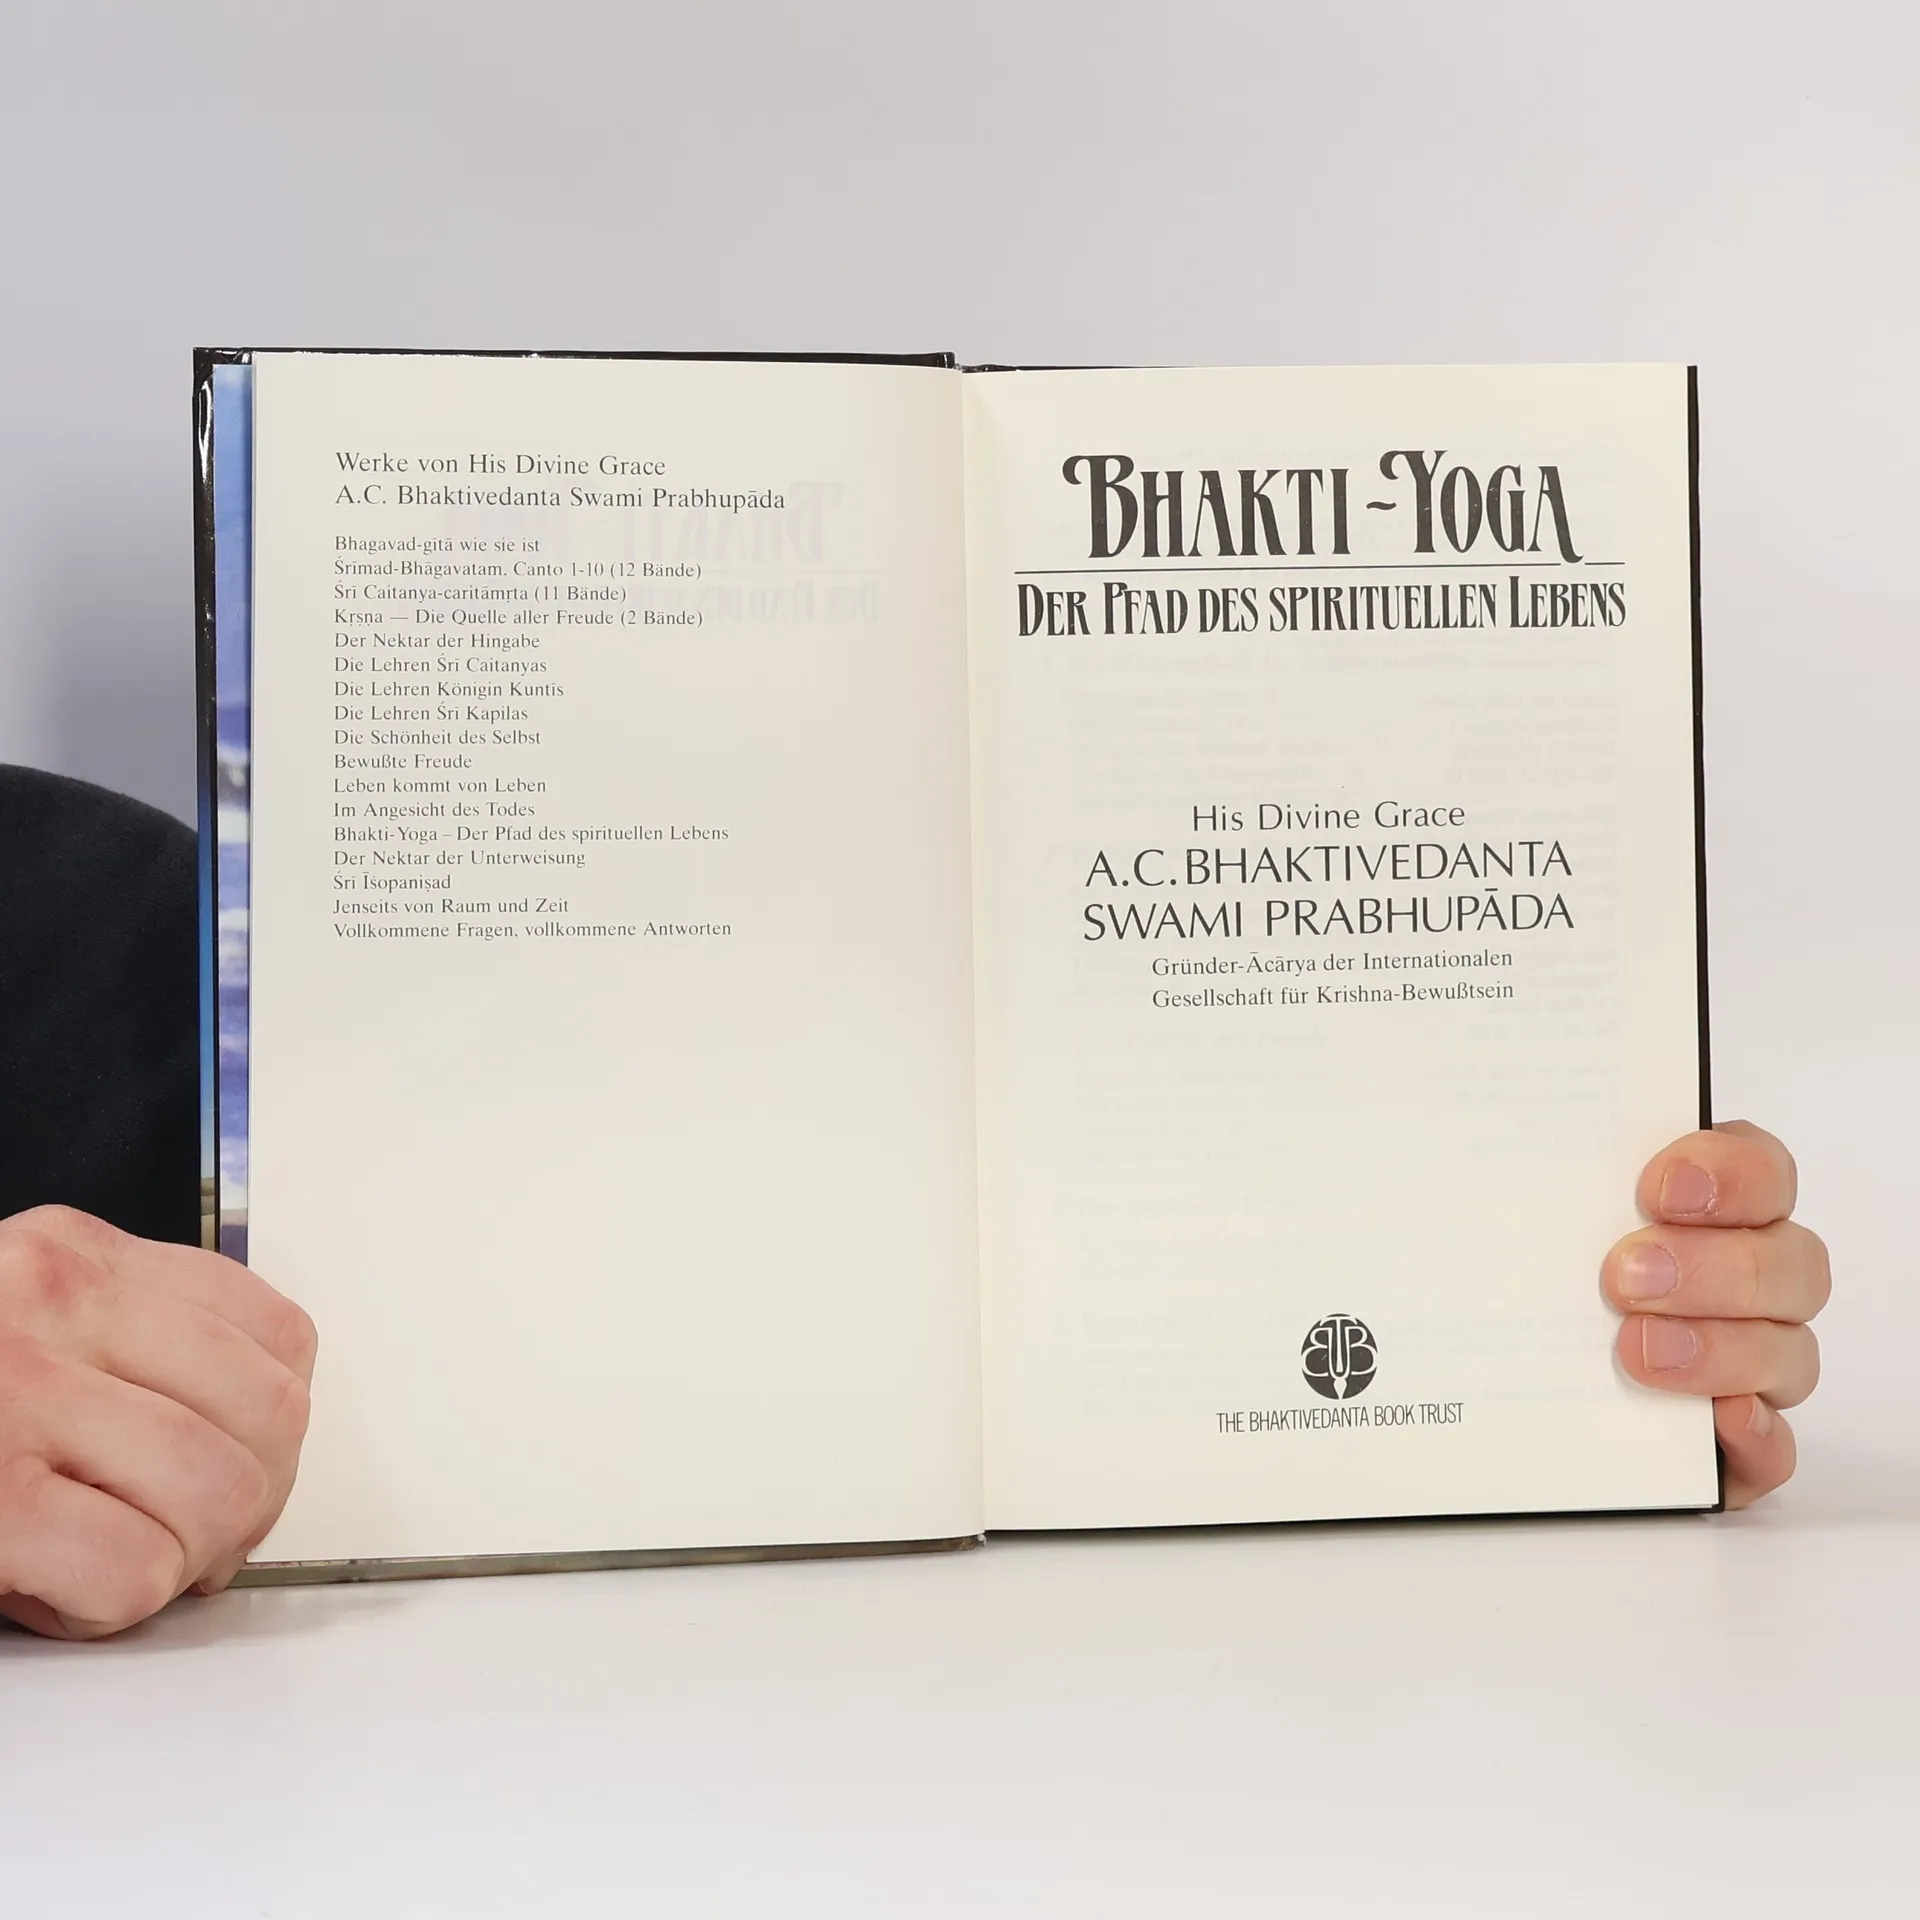 Werke von His Divine Grace
A.C. Bhaktivedanta Swami Prabhupāda
Bhagavad-gītā wie sie ist
Śrīmad-Bhāgavatam, Canto 1-10 (12 Bände)
Śrī Caitanya-caritāmṛta (11 Bände)
Kṛṣṇa — Die Quelle aller Freude (2 Bände)
Der Nektar der Hingabe
Die Lehren Śrī Caitanyas
Die Lehren Königin Kuntīs
Die Lehren Śrī Kapilas
Die Schönheit des Selbst
Bewußte Freude
Leben kommt von Leben
Im Angesicht des Todes
Bhakti-Yoga – Der Pfad des spirituellen Lebens
Der Nektar der Unterweisung
Śrī Īśopaniṣad
Jenseits von Raum und Zeit
Vollkommene Fragen, vollkommene Antworten
BHAKTI-YOGA
DER PFAD DES SPIRITUELLEN LEBENS
His Divine Grace
A.C. BHAKTIVEDANTA
SWAMI PRABHUPĀDA
Gründer-Ācārya der Internationalen
Gesellschaft für Krishna-Bewußtsein
BTB
THE BHAKTIVEDANTA BOOK TRUST